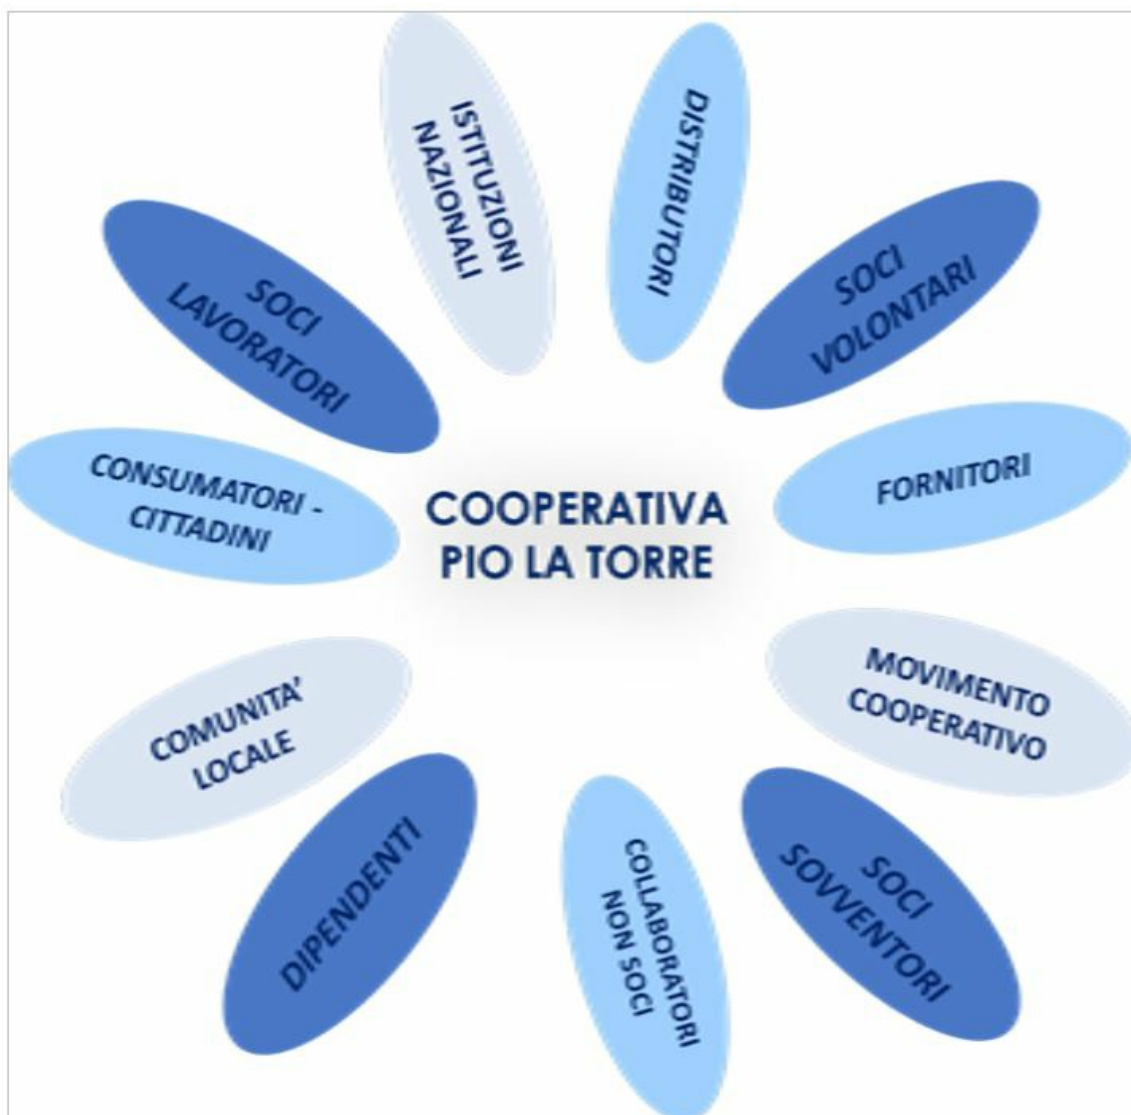 ISTITUZIONI
NAZIONALI
DISTRIBUTORI
SOCI
VOLONTARI
SOCI
LAVORATORI
FORNITORI
CONSUMATORI -
CITTADINI
COOPERATIVA
PIO LA TORRE
MOVIMENTO
COOPERATIVO
COMUNITA'
LOCALE
SOCI
SOVVENTORI
DIPENDENTI
COLLABORATORI
NON SOCI